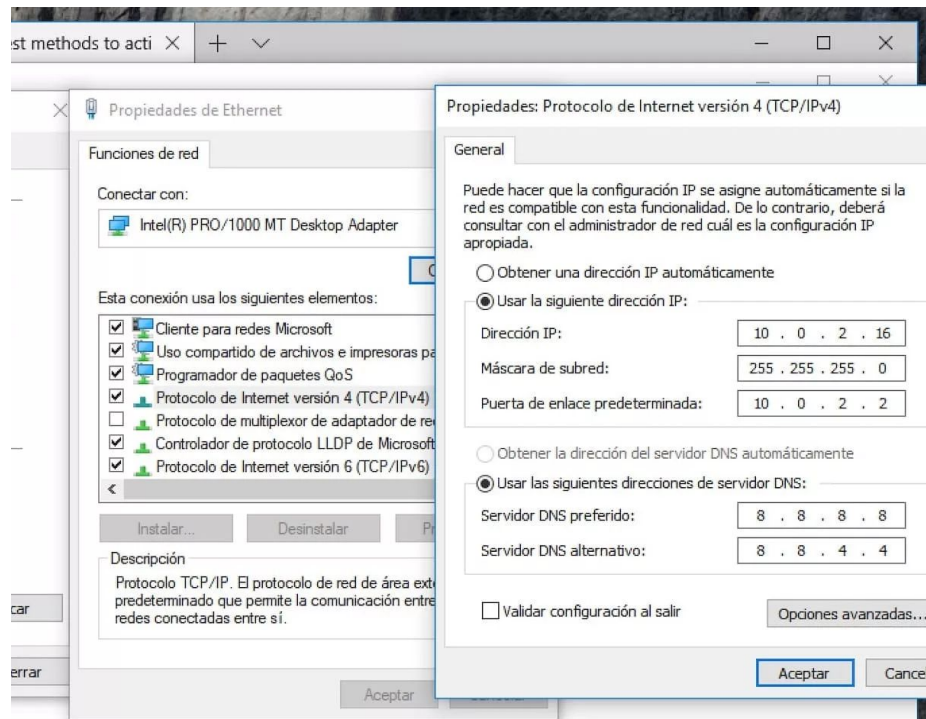 est methods to acti
Propiedades de Ethernet
Funciones de red
Conectar con:
Intel(R) PRO/1000 MT Desktop Adapter
Esta conexión usa los siguientes elementos:
Cliente para redes Microsoft
Uso compartido de archivos e impresoras pa
Programador de paquetes QoS
Protocolo de Internet versión 4 (TCP/IPv4)
Protocolo de multiplexor de adaptador de re
Controlador de protocolo LLDP de Microsoft
Protocolo de Internet versión 6 (TCP/IPv6)
Instalar...
Desinstalar
Descripción
Protocolo TCP/IP. El protocolo de red de área ext
predeterminado que permite la comunicación entre
redes conectadas entre sí.
Aceptar
car
errar
Propiedades: Protocolo de Internet versión 4 (TCP/IPv4)
General
Puede hacer que la configuración IP se asigne automáticamente si la
red es compatible con esta funcionalidad. De lo contrario, deberá
consultar con el administrador de red cuál es la configuración IP
apropiada.
Obtener una dirección IP automáticamente
Usar la siguiente dirección IP:
Dirección IP: 10 . 0 . 2 . 16
Máscara de subred: 255 . 255 . 255 . 0
Puerta de enlace predeterminada: 10 . 0 . 2 . 2
Obtener la dirección del servidor DNS automáticamente
Usar las siguientes direcciones de servidor DNS:
Servidor DNS preferido: 8 . 8 . 8 . 8
Servidor DNS alternativo: 8 . 8 . 4 . 4
Validar configuración al salir
Opciones avanzadas...
Aceptar
Cance